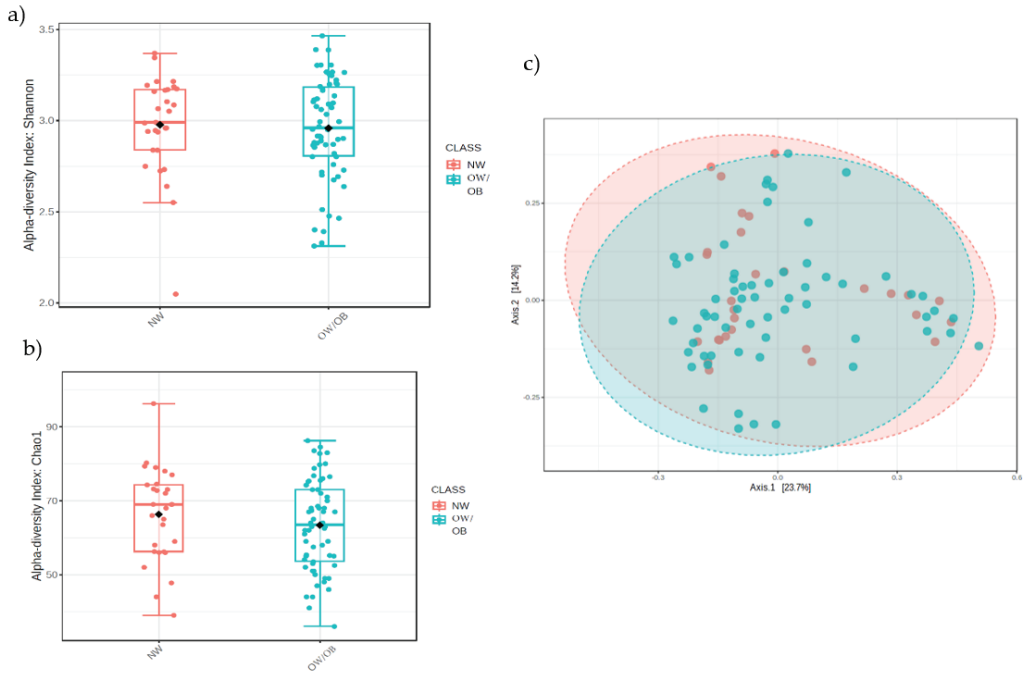 a)
3.5
3.0
2.5
2.0
Alpha-diversity Index: Shannon
NW
OW/OB
CLASS
NW
OW/
OB
b)
90
70
50
Alpha-diversity Index: Chao1
NW
OW/OB
CLASS
NW
OW/
OB
c)
0.25
0.00
-0.25
Axis.2 [14.2%]
-0.3
0.0
0.3
0.6
Axis.1 [23.7%]